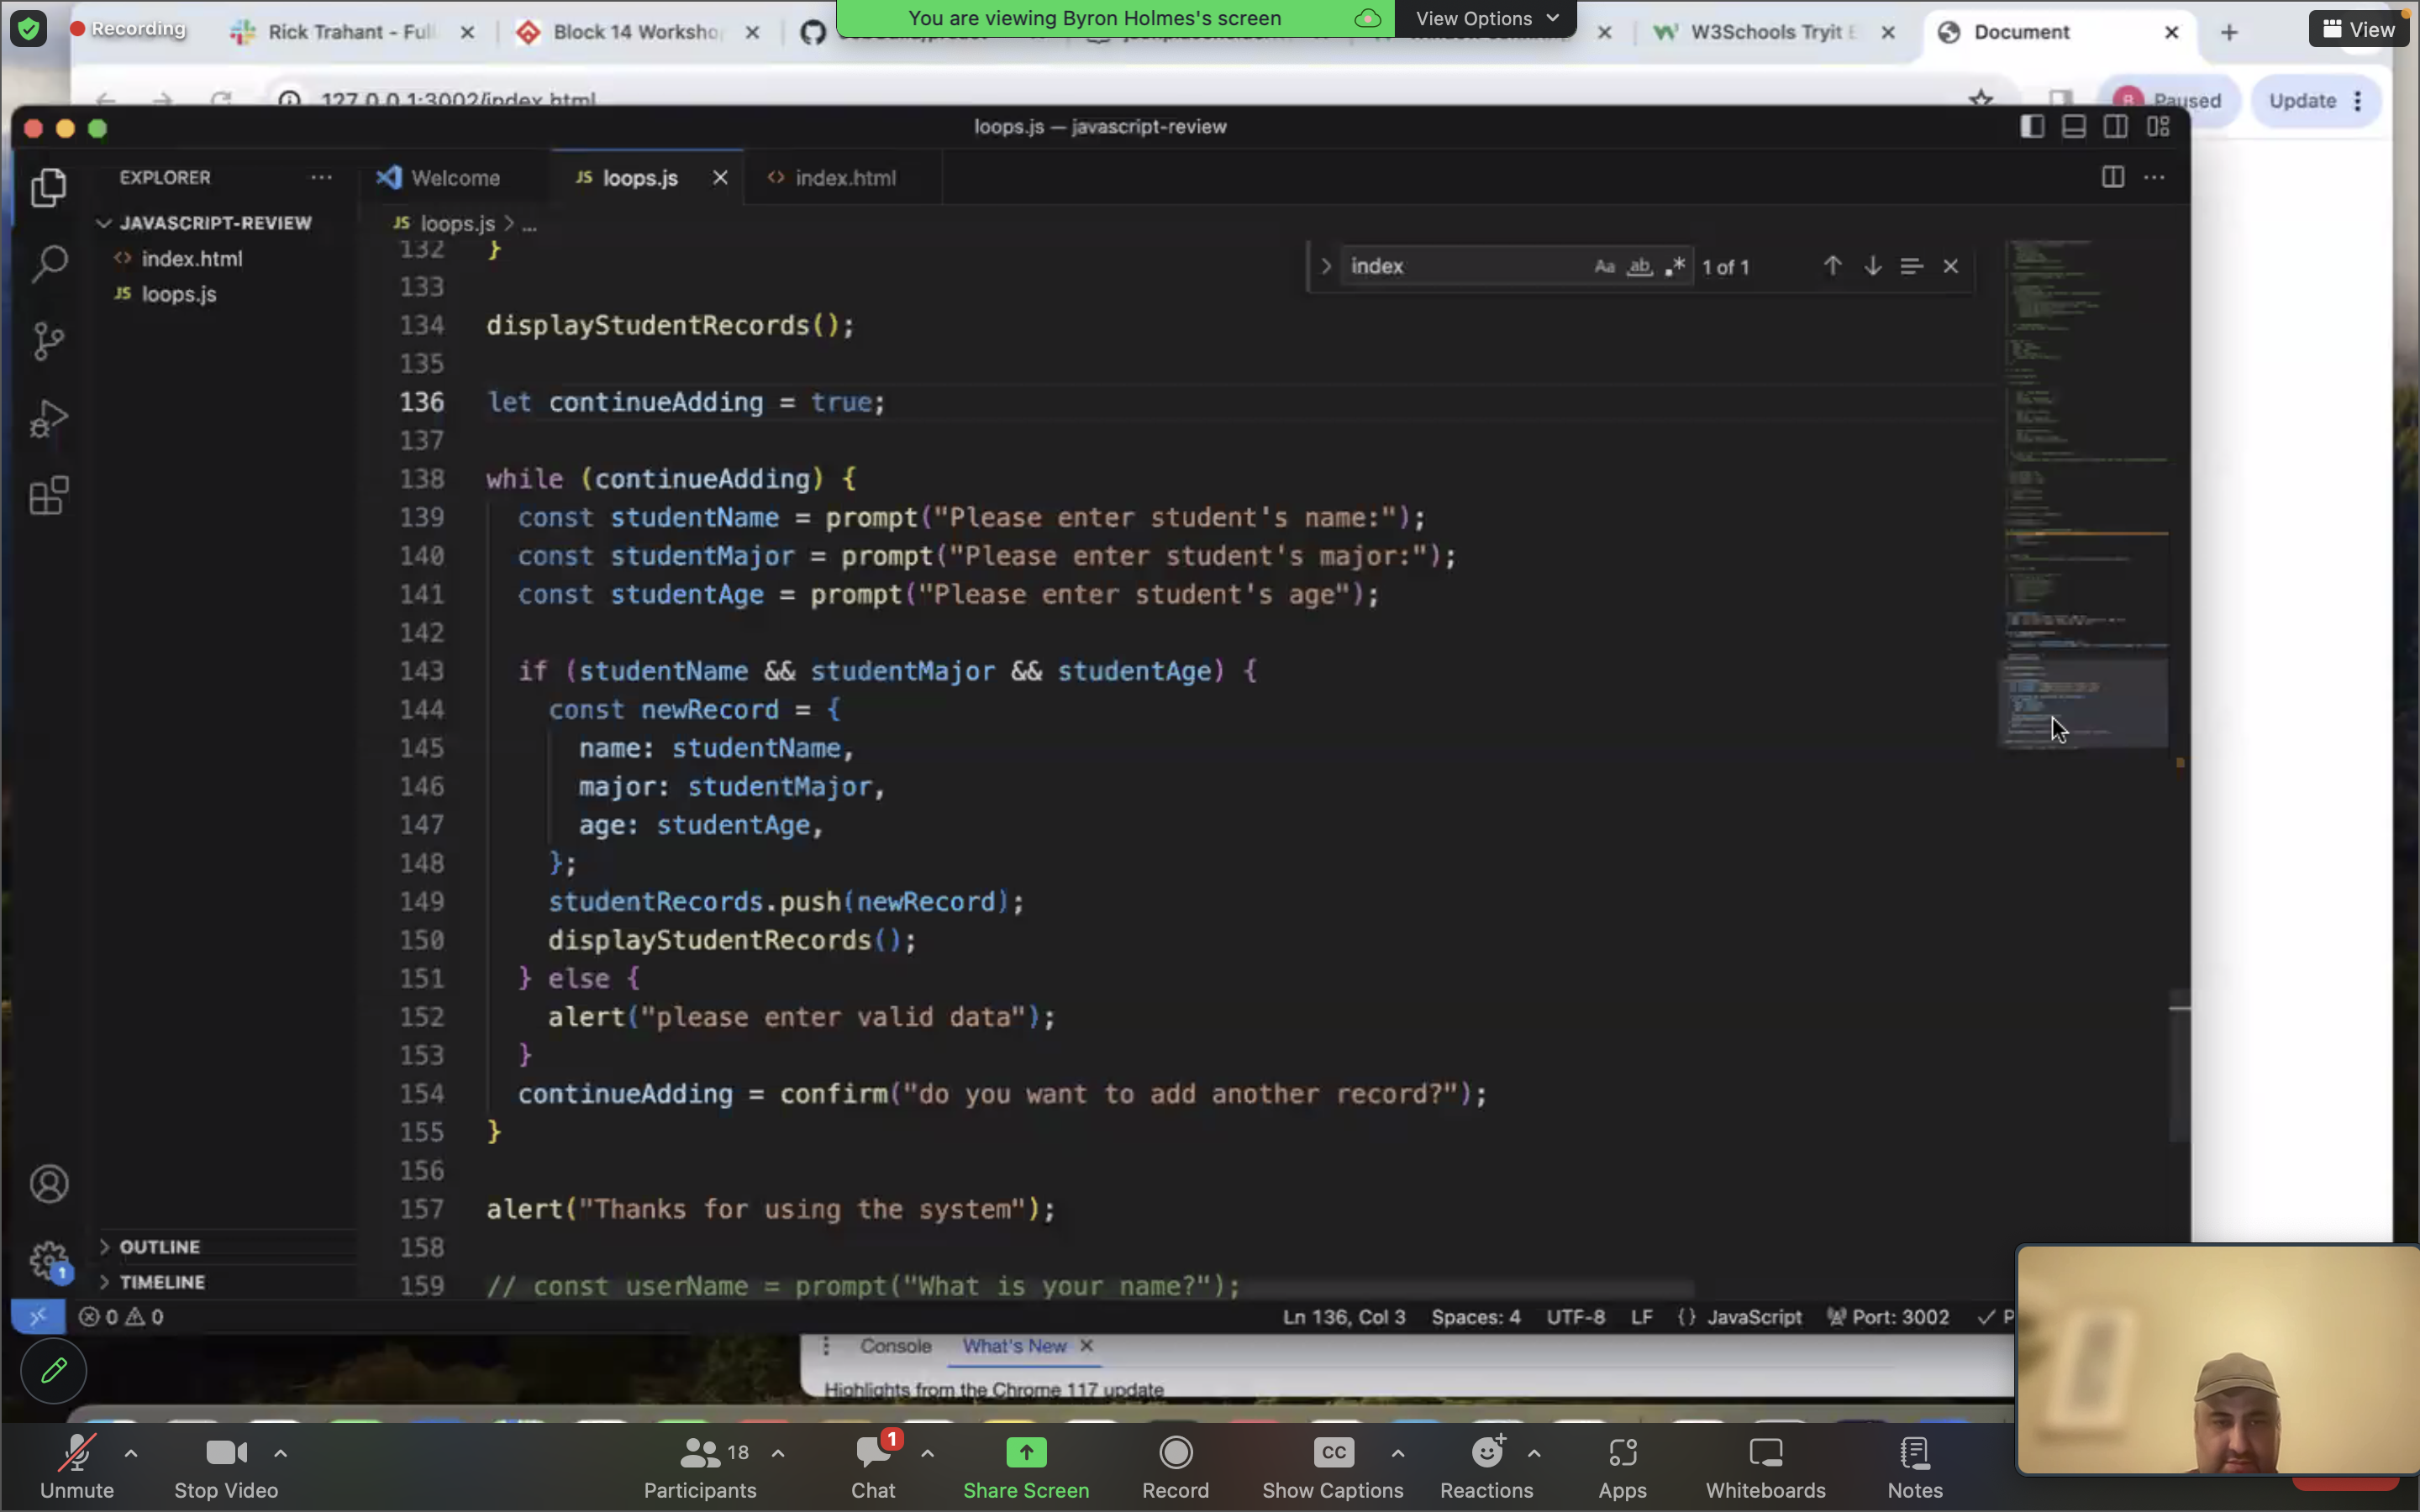 You are viewing Byron Holmes's screen
View Options
View
Recording
Rick Trahant - Full
Block 14 Worksho
W3Schools Tryit E
Document
127.0.0.1:3002/index.html
Paused
Update
loops.js — javascript-review
EXPLORER
Welcome
JS loops.js
index.html
JAVASCRIPT-REVIEW
index.html
JS loops.js
JS loops.js > ...
index
Aa ab .* 1 of 1
132 }
133
134 displayStudentRecords();
135
136 let continueAdding = true;
137
138 while (continueAdding) {
139 const studentName = prompt("Please enter student's name:");
140 const studentMajor = prompt("Please enter student's major:");
141 const studentAge = prompt("Please enter student's age");
142
143 if (studentName && studentMajor && studentAge) {
144 const newRecord = {
145 name: studentName,
146 major: studentMajor,
147 age: studentAge,
148 };
149 studentRecords.push(newRecord);
150 displayStudentRecords();
151 } else {
152 alert("please enter valid data");
153 }
154 continueAdding = confirm("do you want to add another record?");
155 }
156
157 alert("Thanks for using the system");
158
159 // const userName = prompt("What is your name?");
OUTLINE
TIMELINE
1
0 0
Ln 136, Col 3 Spaces: 4 UTF-8 LF {} JavaScript Port: 3002 P
Console What's New
Highlights from the Chrome 117 update
Unmute
Stop Video
18
Participants
1
Chat
Share Screen
Record
CC
Show Captions
Reactions
Apps
Whiteboards
Notes